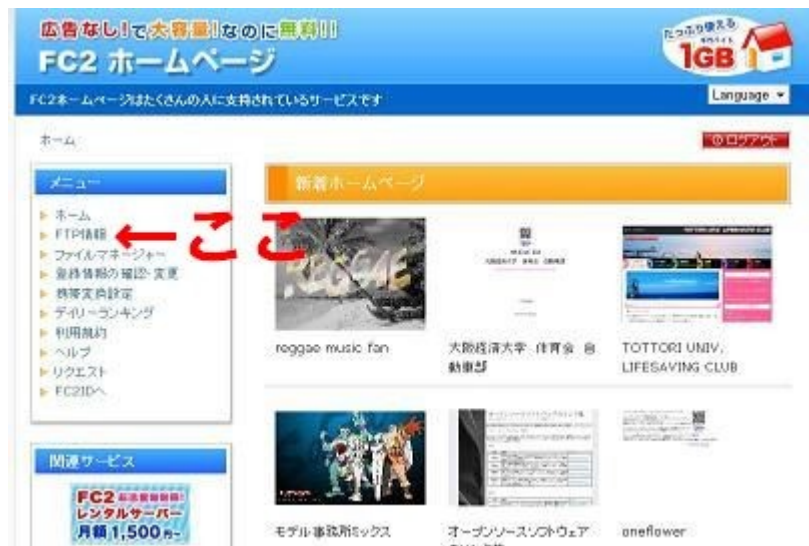 広告なし!で大容量!なのに無料!!
FC2 ホームページ
たっぷり使える
1GB
FC2ホームページはたくさんの人に支持されているサービスです
Language
ホーム
ログアウト
メニュー
新着ホームページ
ホーム
FTP情報
←ここ
ファイルマネージャー
登録情報の確認・変更
携帯変換設定
デイリーランキング
利用規約
ヘルプ
リクエスト
FC2IDへ
REGGAE
reggae music fan
大阪経済大学 体育会 自動車部
TOTTORI UNIV.
LIFESAVING CLUB
関連サービス
FC2
レンタルサーバー
月額1,500円~
モデル事務所ミックス
オープンソースソフトウェア
oneflower